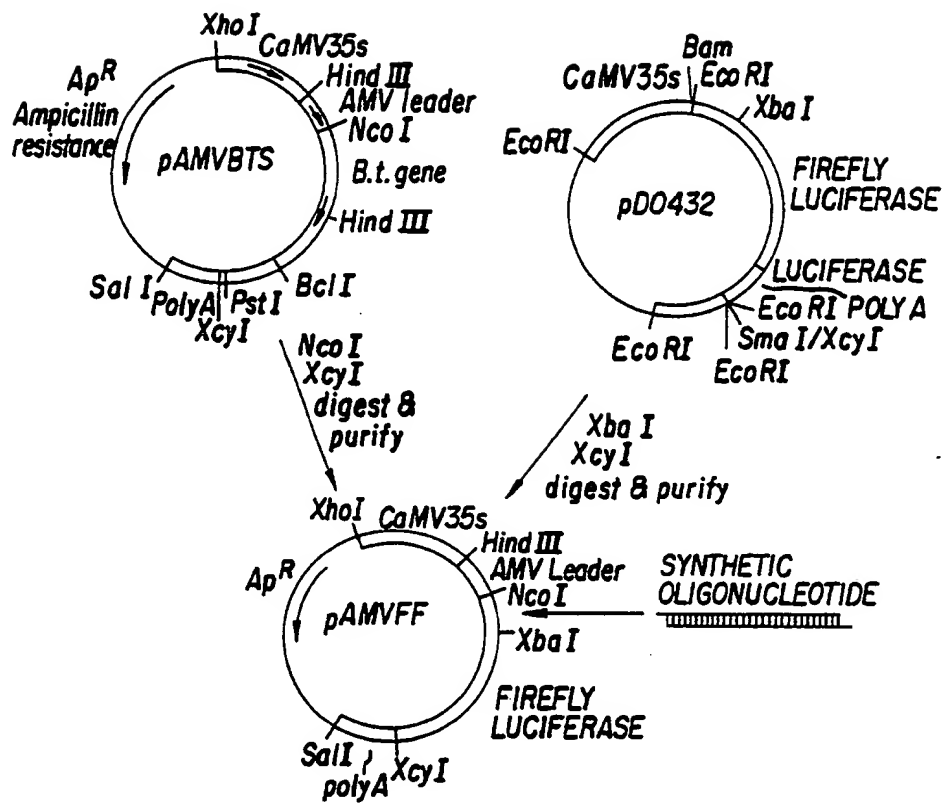 XhoI
CaMV35s
Hind III
AMV leader
NcoI
B.t. gene
Hind III
BclI
PstI
XcyI
PolyA
Sal I
Ap^R
Ampicillin
resistance
pAMVBTS
Bam
EcoRI
CaMV35s
XbaI
EcoRI
FIREFLY
LUCIFERASE
pDO432
LUCIFERASE
EcoRI POLY A
Sma I/XcyI
EcoRI
EcoRI
NcoI
XcyI
digest &
purify
Xba I
XcyI
digest & purify
XhoI
CaMV35s
Hind III
AMV Leader
NcoI
XbaI
Ap^R
pAMVFF
FIREFLY
LUCIFERASE
SalI
polyA
XcyI
SYNTHETIC
OLIGONUCLEOTIDE